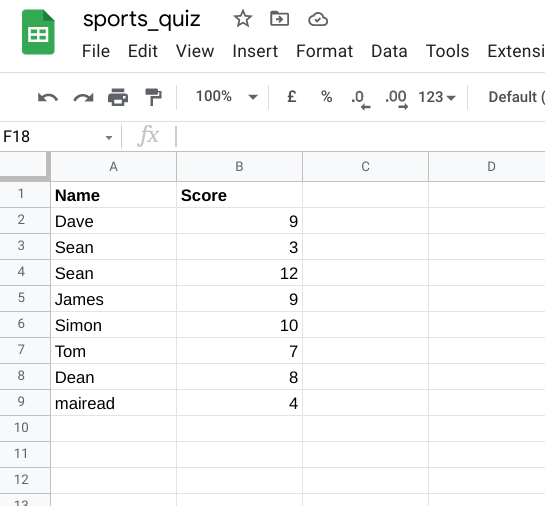 sports_quiz
File Edit View Insert Format Data Tools Extensi
100% £ % .0 .00 123 Default (
F18 fx
A B C D
1 Name Score
2 Dave 9
3 Sean 3
4 Sean 12
5 James 9
6 Simon 10
7 Tom 7
8 Dean 8
9 mairead 4
10
11
12
13